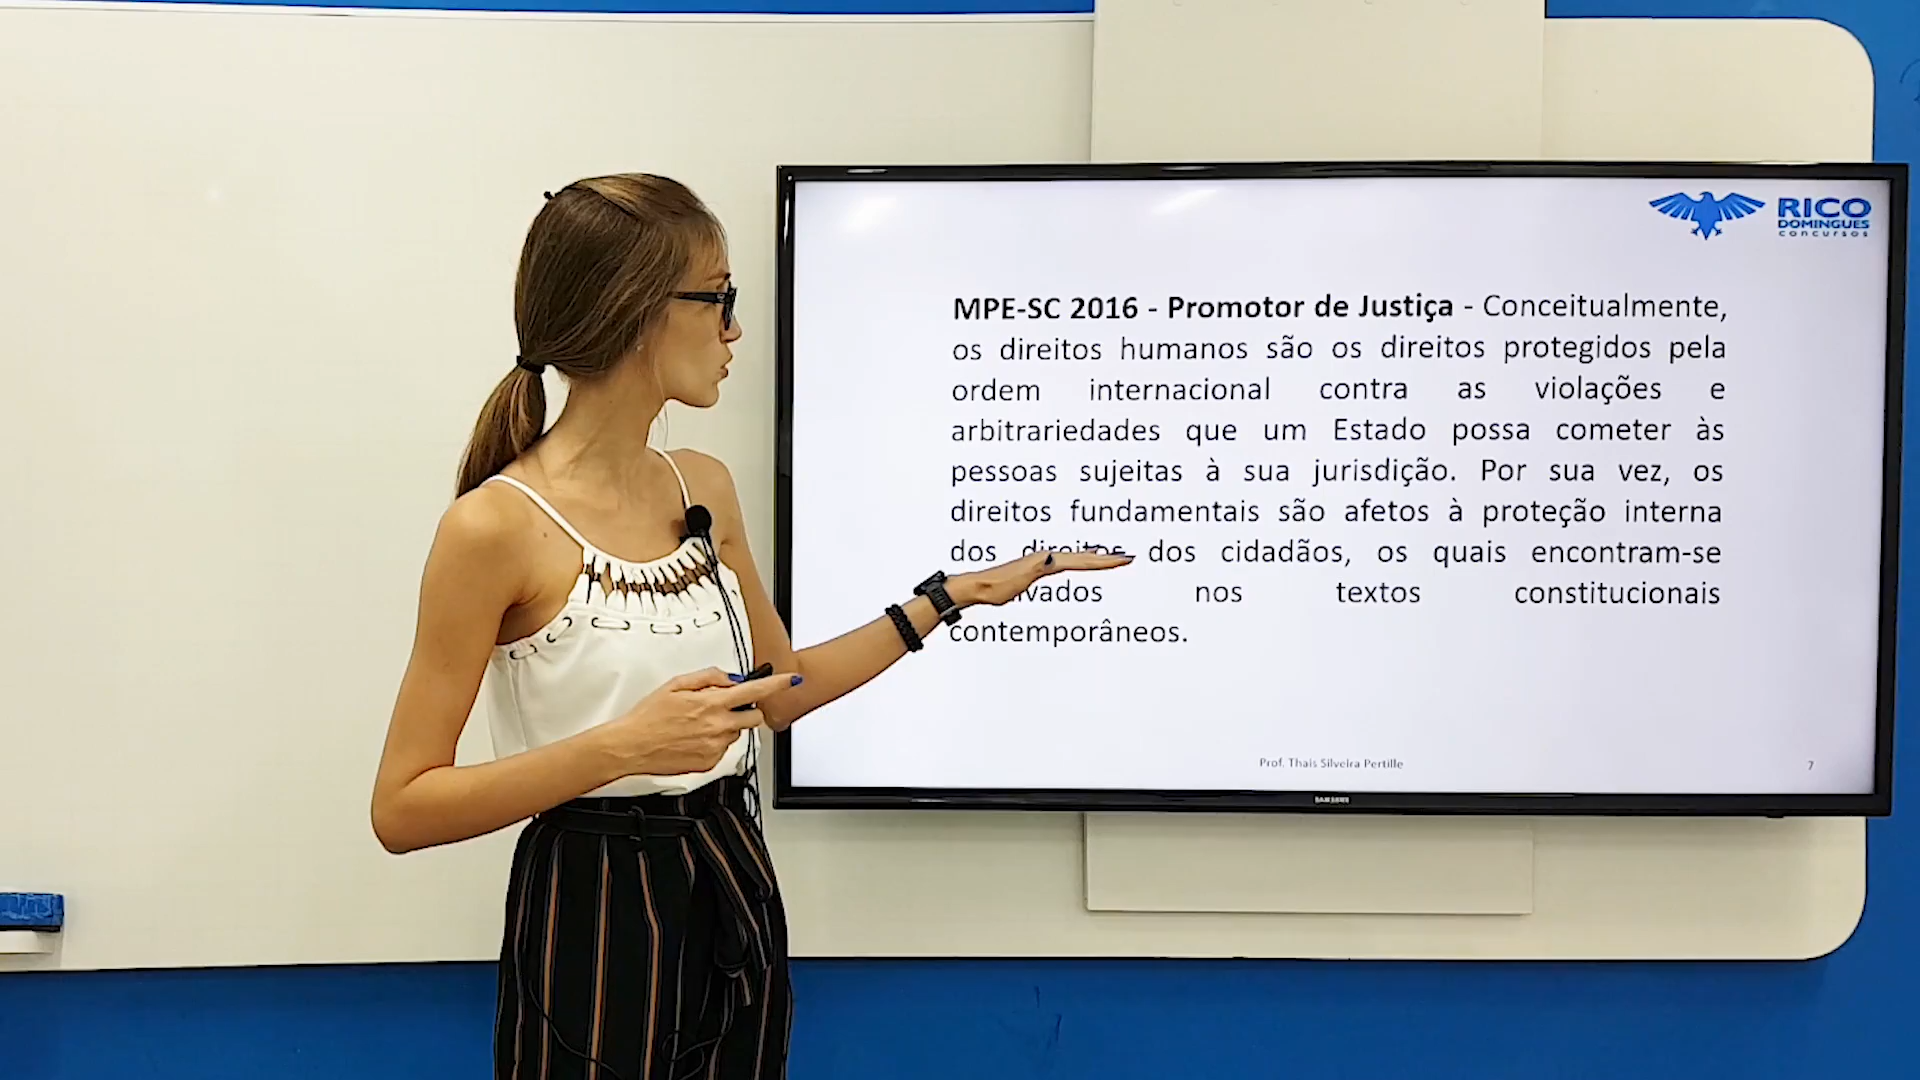 RICO
DOMINGUES
concursos
MPE-SC 2016 - Promotor de Justiça - Conceitualmente,
os direitos humanos são os direitos protegidos pela
ordem internacional contra as violações e
arbitrariedades que um Estado possa cometer às
pessoas sujeitas à sua jurisdição. Por sua vez, os
direitos fundamentais são afetos à proteção interna
dos direitos dos cidadãos, os quais encontram-se
nos textos constitucionais
contemporâneos.
Prof. Thais Silveira Pertille
7
SAMSUNG